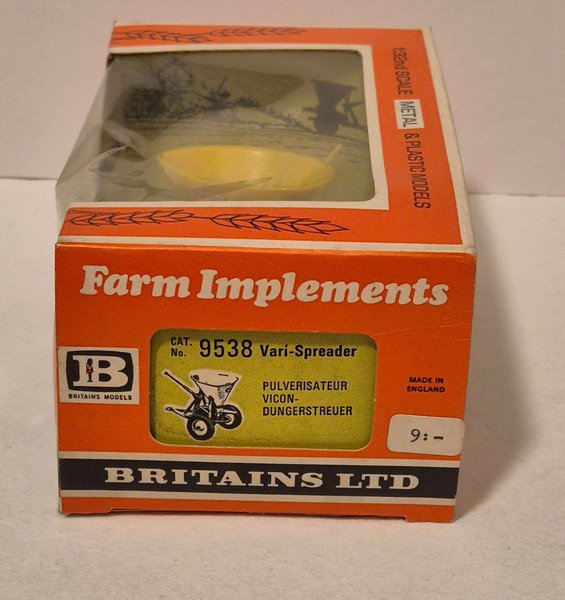 1:32nd SCALE METAL & PLASTIC MODELS
Farm Implements
CAT.
No. 9538 Vari-Spreader
PULVERISATEUR
VICON-
DUNGERSTREUER
B
BRITAINS MODELS
MADE IN
ENGLAND
9:-
BRITAINS LTD